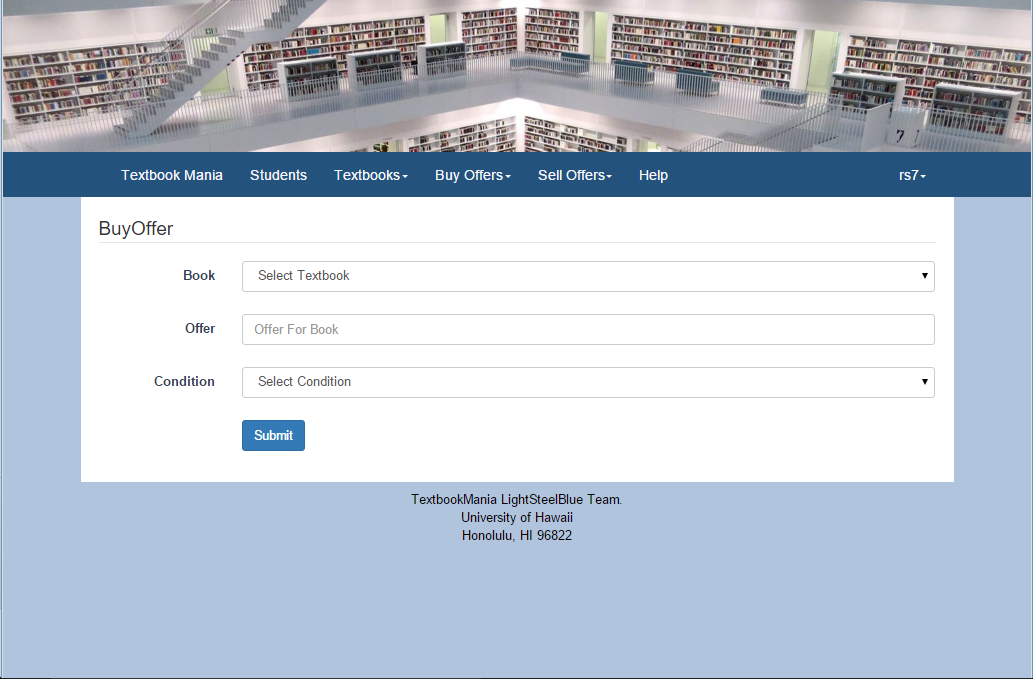 Textbook Mania Students Textbooks Buy Offers Sell Offers Help rs7
BuyOffer
Book Select Textbook
Offer Offer For Book
Condition Select Condition
Submit
TextbookMania LightSteelBlue Team.
University of Hawaii
Honolulu, HI 96822